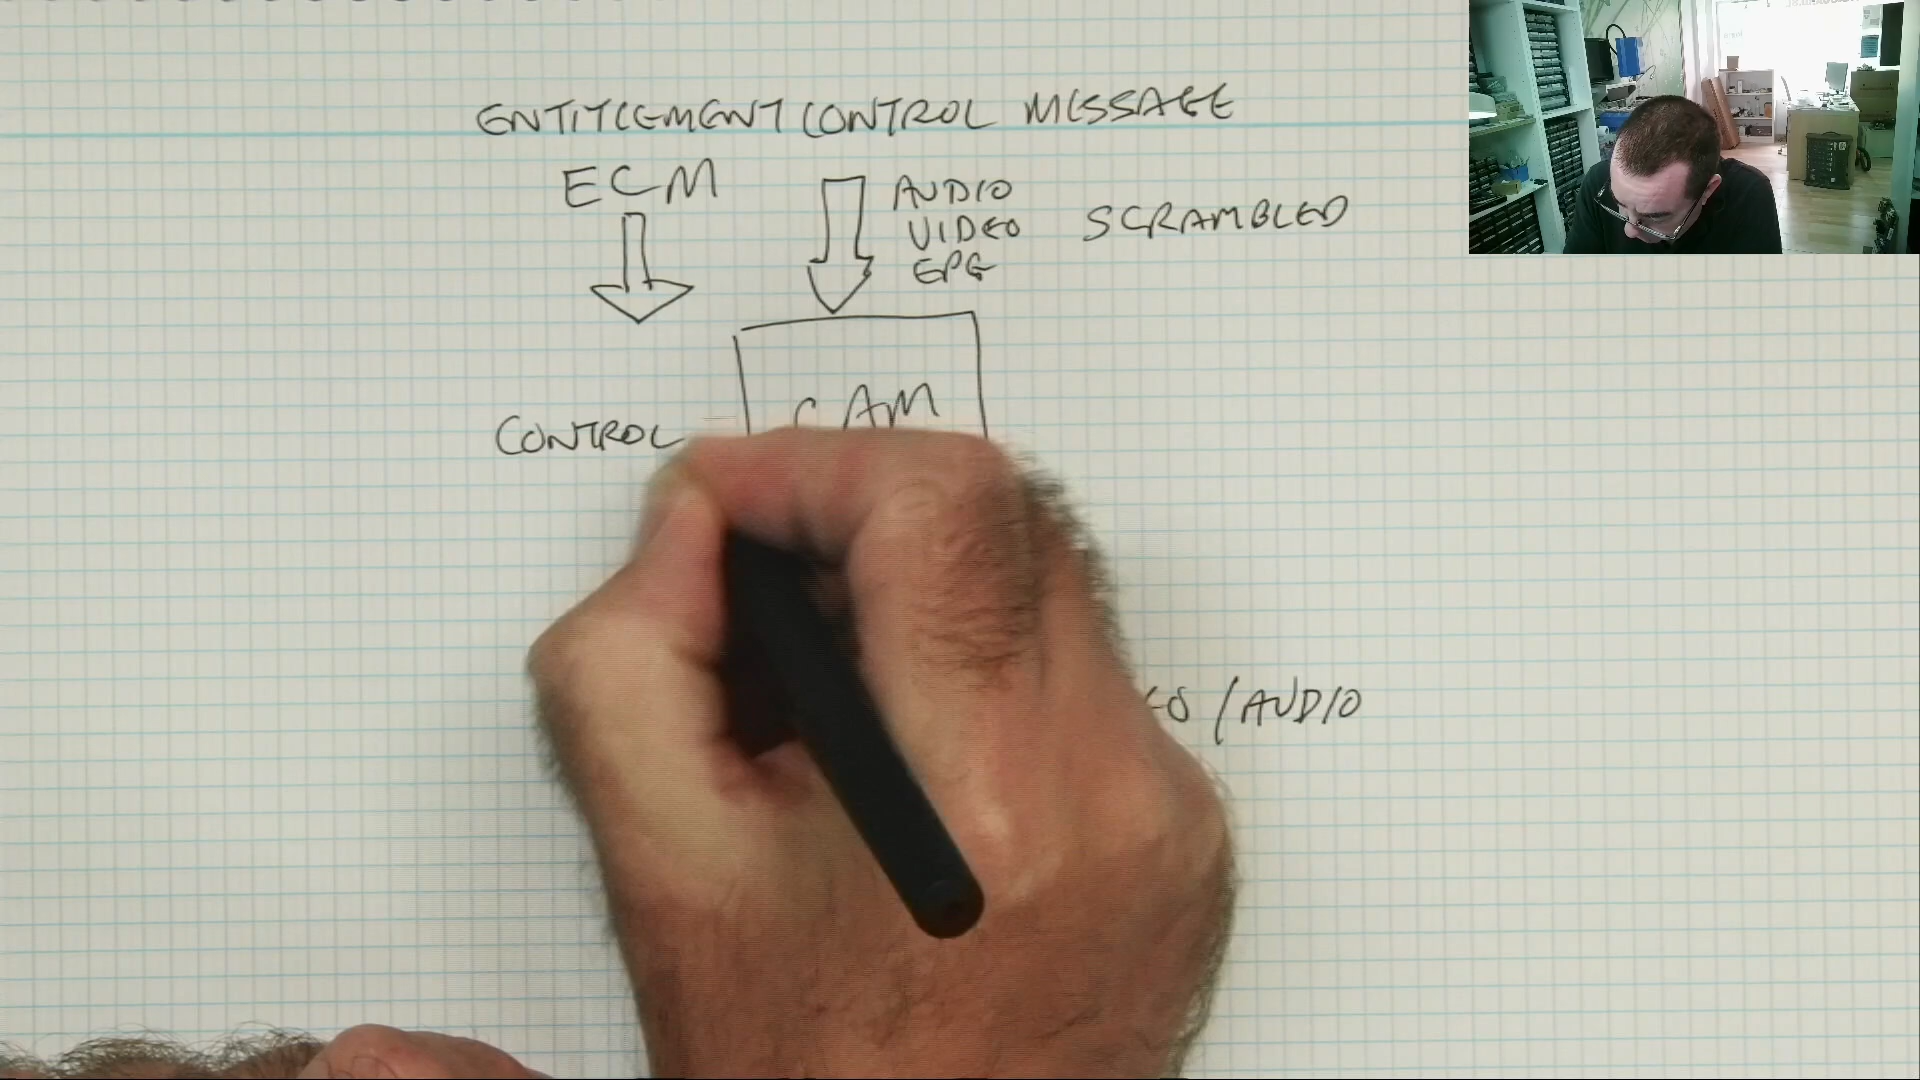 ENTITLEMENT CONTROL MESSAGE
ECM
AUDIO
VIDEO SCRAMBLED
EPG
CAM
CONTROL
/AUDIO